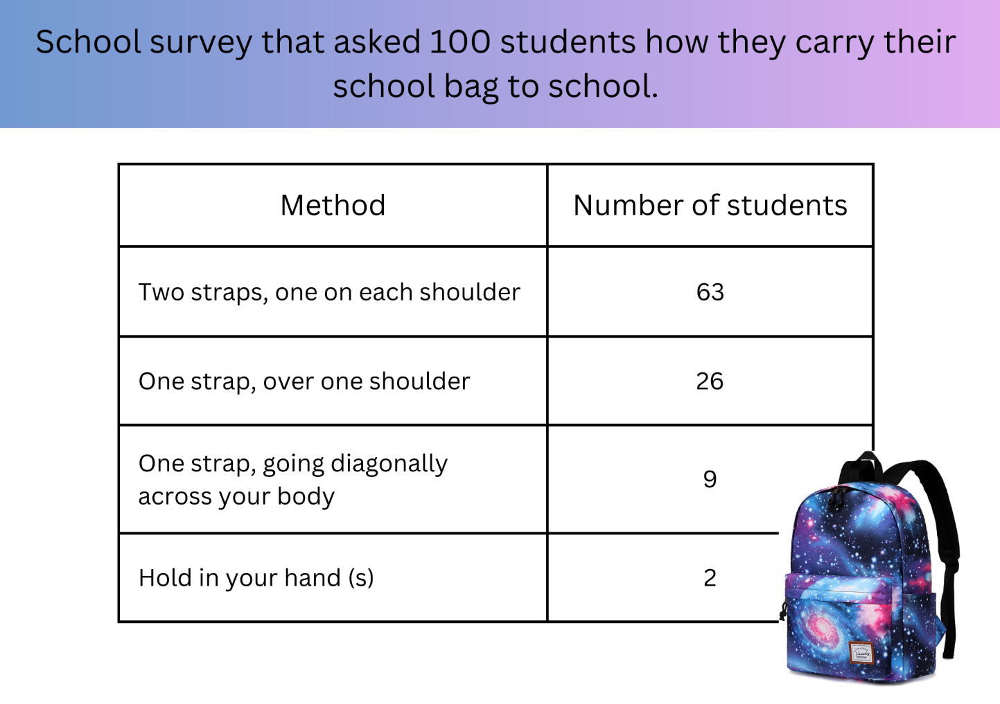 School survey that asked 100 students how they carry their
school bag to school.
Method
Number of students
Two straps, one on each shoulder
63
One strap, over one shoulder
26
One strap, going diagonally
across your body
9
Hold in your hand (s)
2